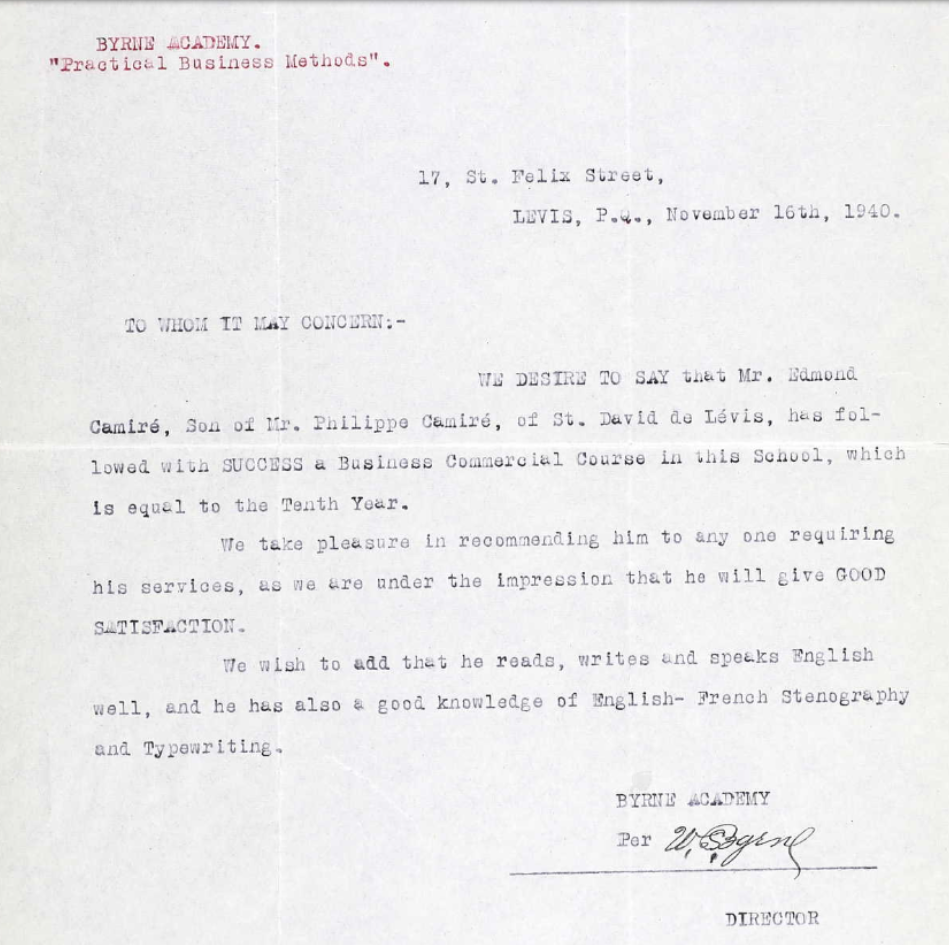 BYRNE ACADEMY.
"Practical Business Methods".
17, St. Felix Street,
LEVIS, P.Q., November 16th, 1940.
TO WHOM IT MAY CONCERN:-
WE DESIRE TO SAY that Mr. Edmond
Camiré, Son of Mr. Philippe Camiré, of St. David de Lévis, has fol-
lowed with SUCCESS a Business Commercial Course in this School, which
is equal to the Tenth Year.
We take pleasure in recommending him to any one requiring
his services, as we are under the impression that he will give GOOD
SATISFACTION.
We wish to add that he reads, writes and speaks English
well, and he has also a good knowledge of English- French Stenography
and Typewriting.
BYRNE ACADEMY
Per W. Byrne
DIRECTOR